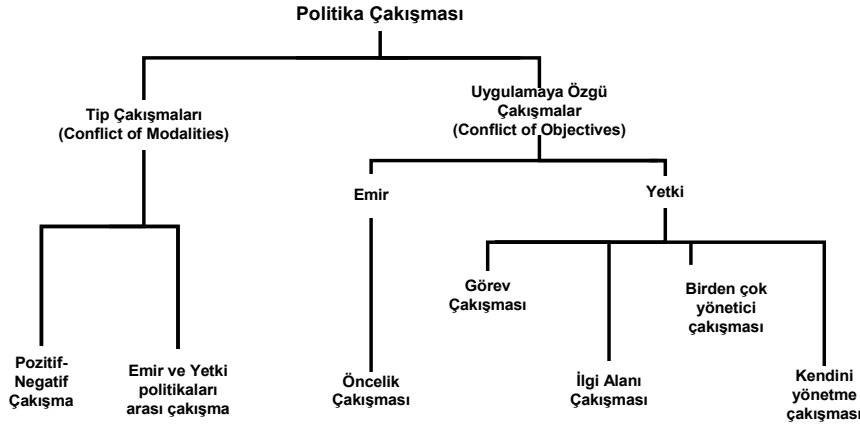 Politika Çakışması
Tip Çakışmaları
(Conflict of Modalities)
Uygulamaya Özgü
Çakışmalar
(Conflict of Objectives)
Emir
Yetki
Görev
Çakışması
Birden çok
yönetici
çakışması
Pozitif-
Negatif
Çakışma
Emir ve Yetki
politikaları
arası çakışma
Öncelik
Çakışması
İlgi Alanı
Çakışması
Kendini
yönetme
çakışması